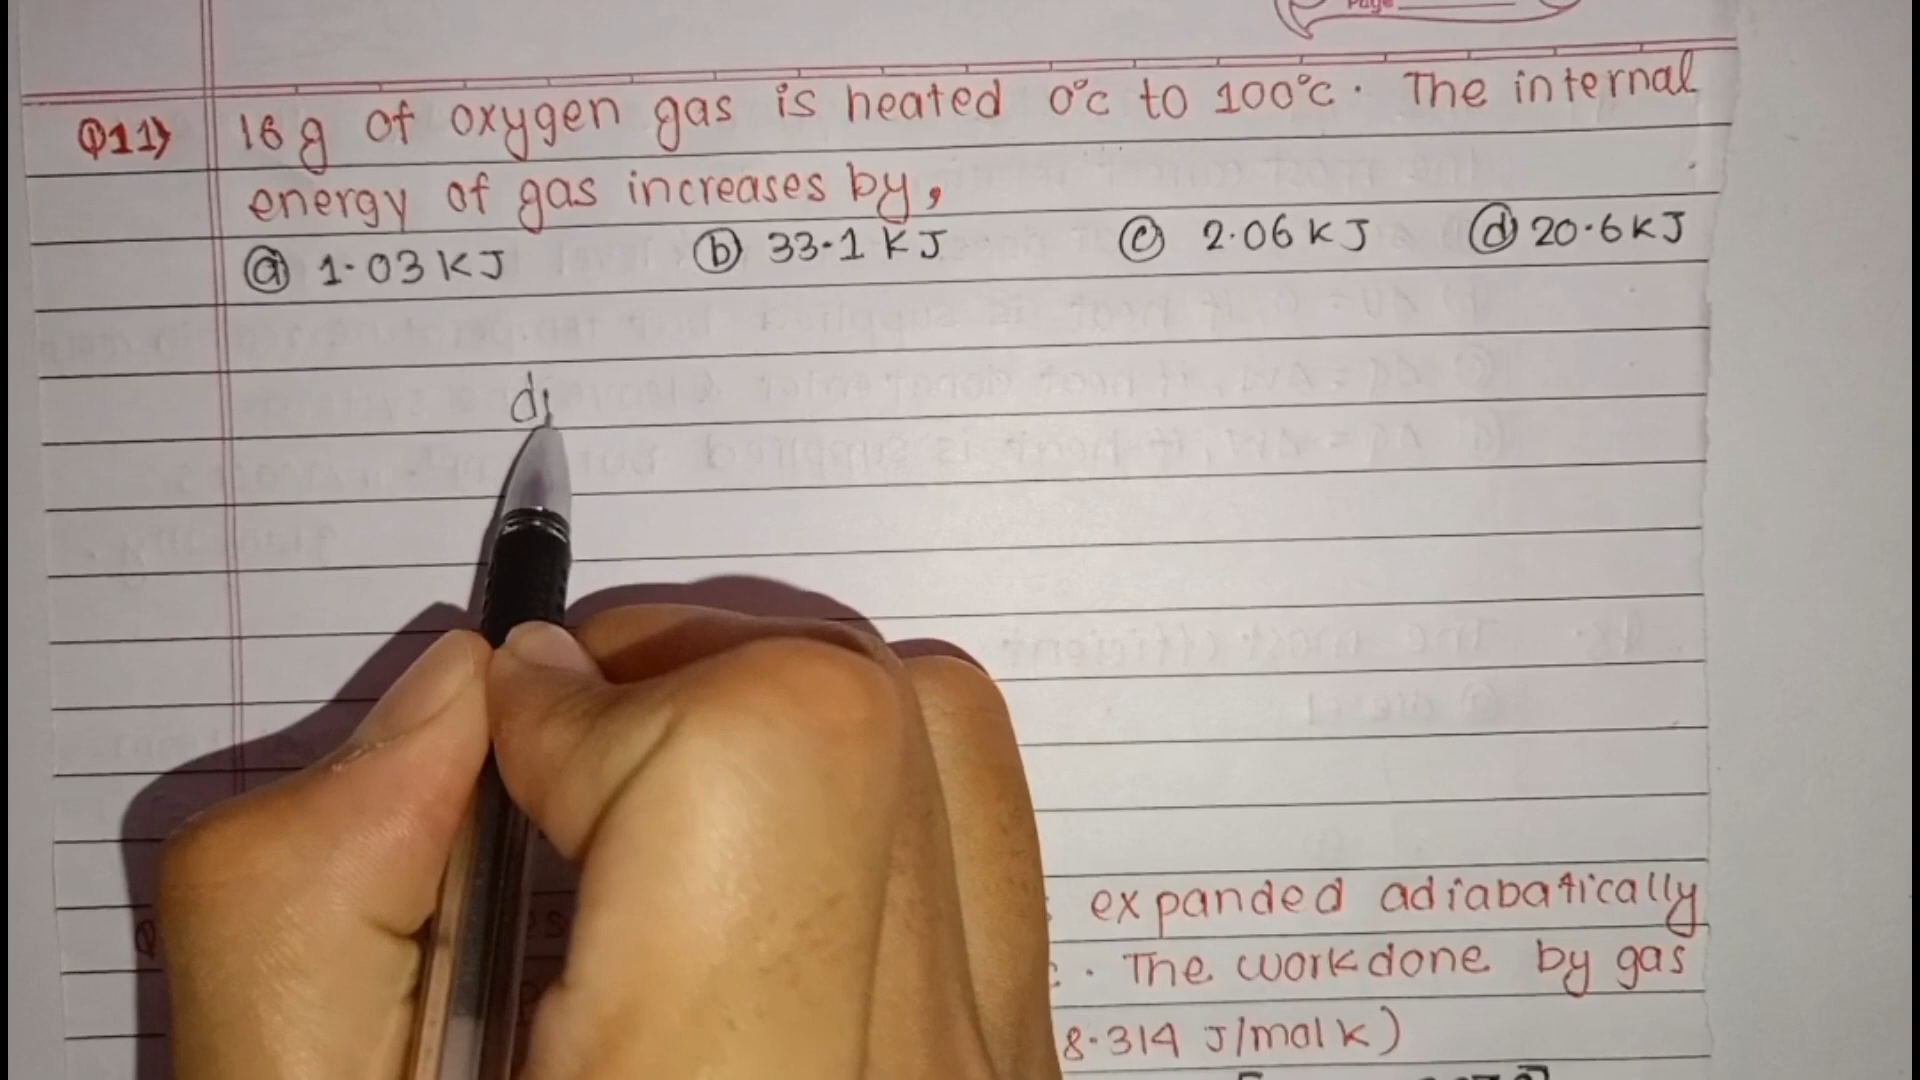 Page
Q11) 16 g of oxygen gas is heated 0°c to 100°c. The internal
energy of gas increases by,
ⓐ 1.03 KJ ⓑ 33.1 KJ ⓒ 2.06 KJ ⓓ 20.6 KJ
expanded adiabatically
. The workdone by gas
8.314 J/mol k)